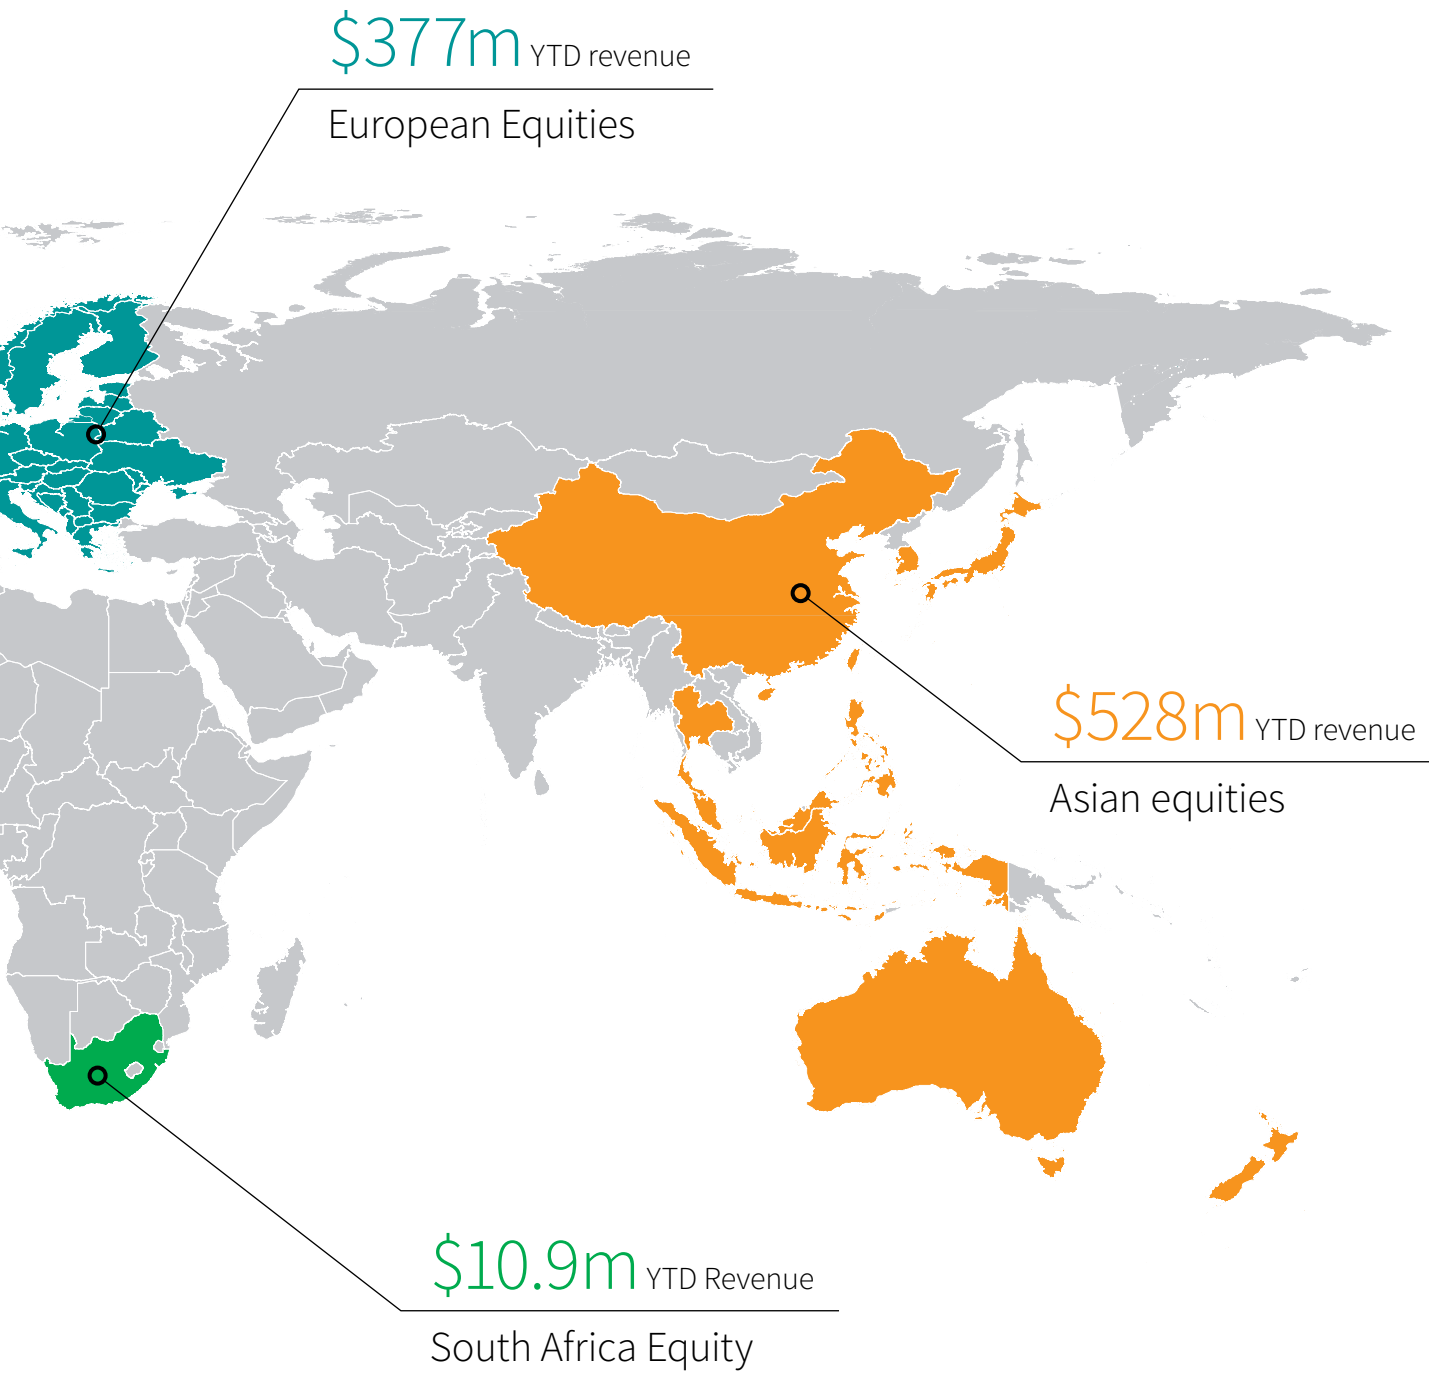 $377m YTD revenue
European Equities
$528m YTD revenue
Asian equities
$10.9m YTD Revenue
South Africa Equity